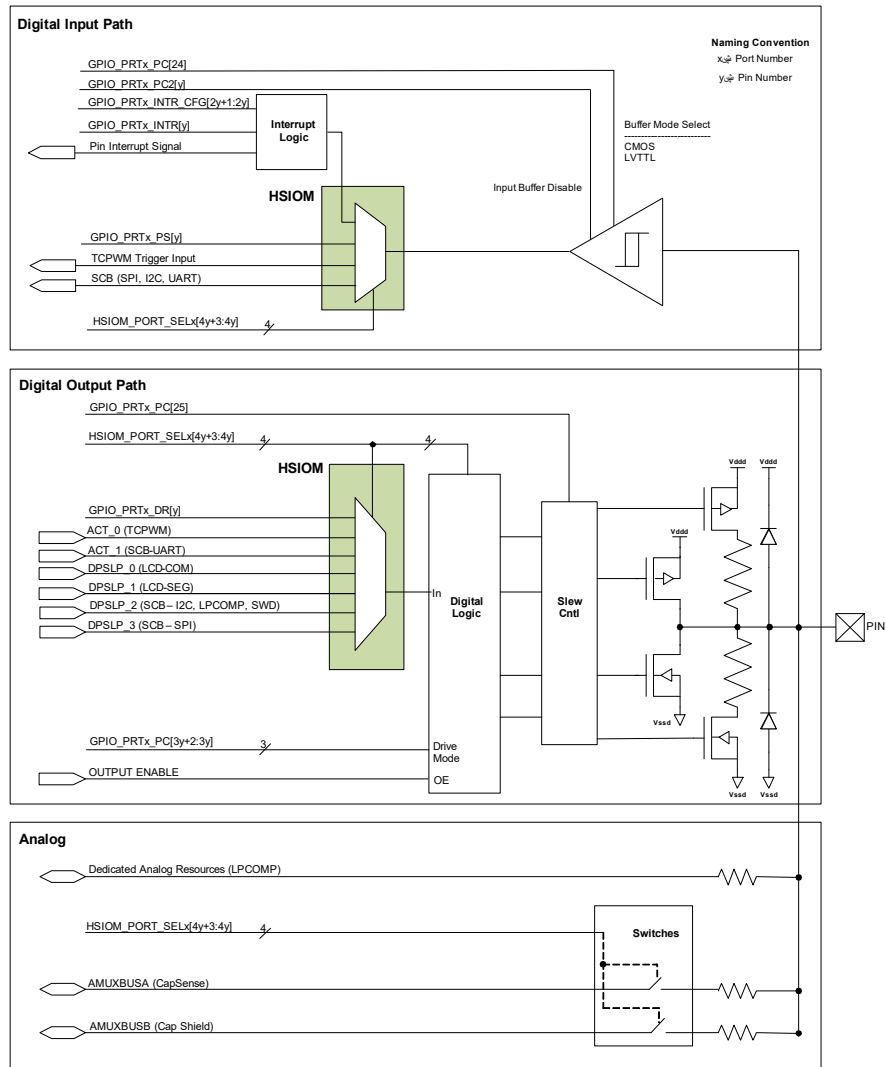 Digital Input Path
Naming Convention
Port Number
Pin Number
GPIO_PRTx_PC[24]
GPIO_PRTx_PC2[y]
GPIO_PRTx_INTR_CFG[2y+1:2y]
GPIO_PRTx_INTR[y]
Pin Interrupt Signal
Interrupt
Logic
Buffer Mode Select
CMOS
LVTTL
Input Buffer Disable
HSIOM
GPIO_PRTx_PS[y]
TCPWM Trigger Input
SCB (SPI, I2C, UART)
HSIOM_PORT_SELx[4y+3:4y]
4
Digital Output Path
GPIO_PRTx_PC[25]
HSIOM_PORT_SELx[4y+3:4y]
4
4
HSIOM
GPIO_PRTx_DR[y]
ACT_0 (TCPWM)
ACT_1 (SCB-UART)
DPSLP_0 (LCD-COM)
DPSLP_1 (LCD-SEG)
DPSLP_2 (SCB – I2C, LPCOMP, SWD)
DPSLP_3 (SCB – SPI)
In
Digital
Logic
Slew
Cntl
Vddd
Vddd
Vddd
PIN
Vssd
Vssd
Vssd
GPIO_PRTx_PC[3y+2:3y]
3
Drive
Mode
OUTPUT ENABLE
OE
Analog
Dedicated Analog Resources (LPCOMP)
HSIOM_PORT_SELx[4y+3:4y]
4
Switches
AMUXBUSA (CapSense)
AMUXBUSB (Cap Shield)